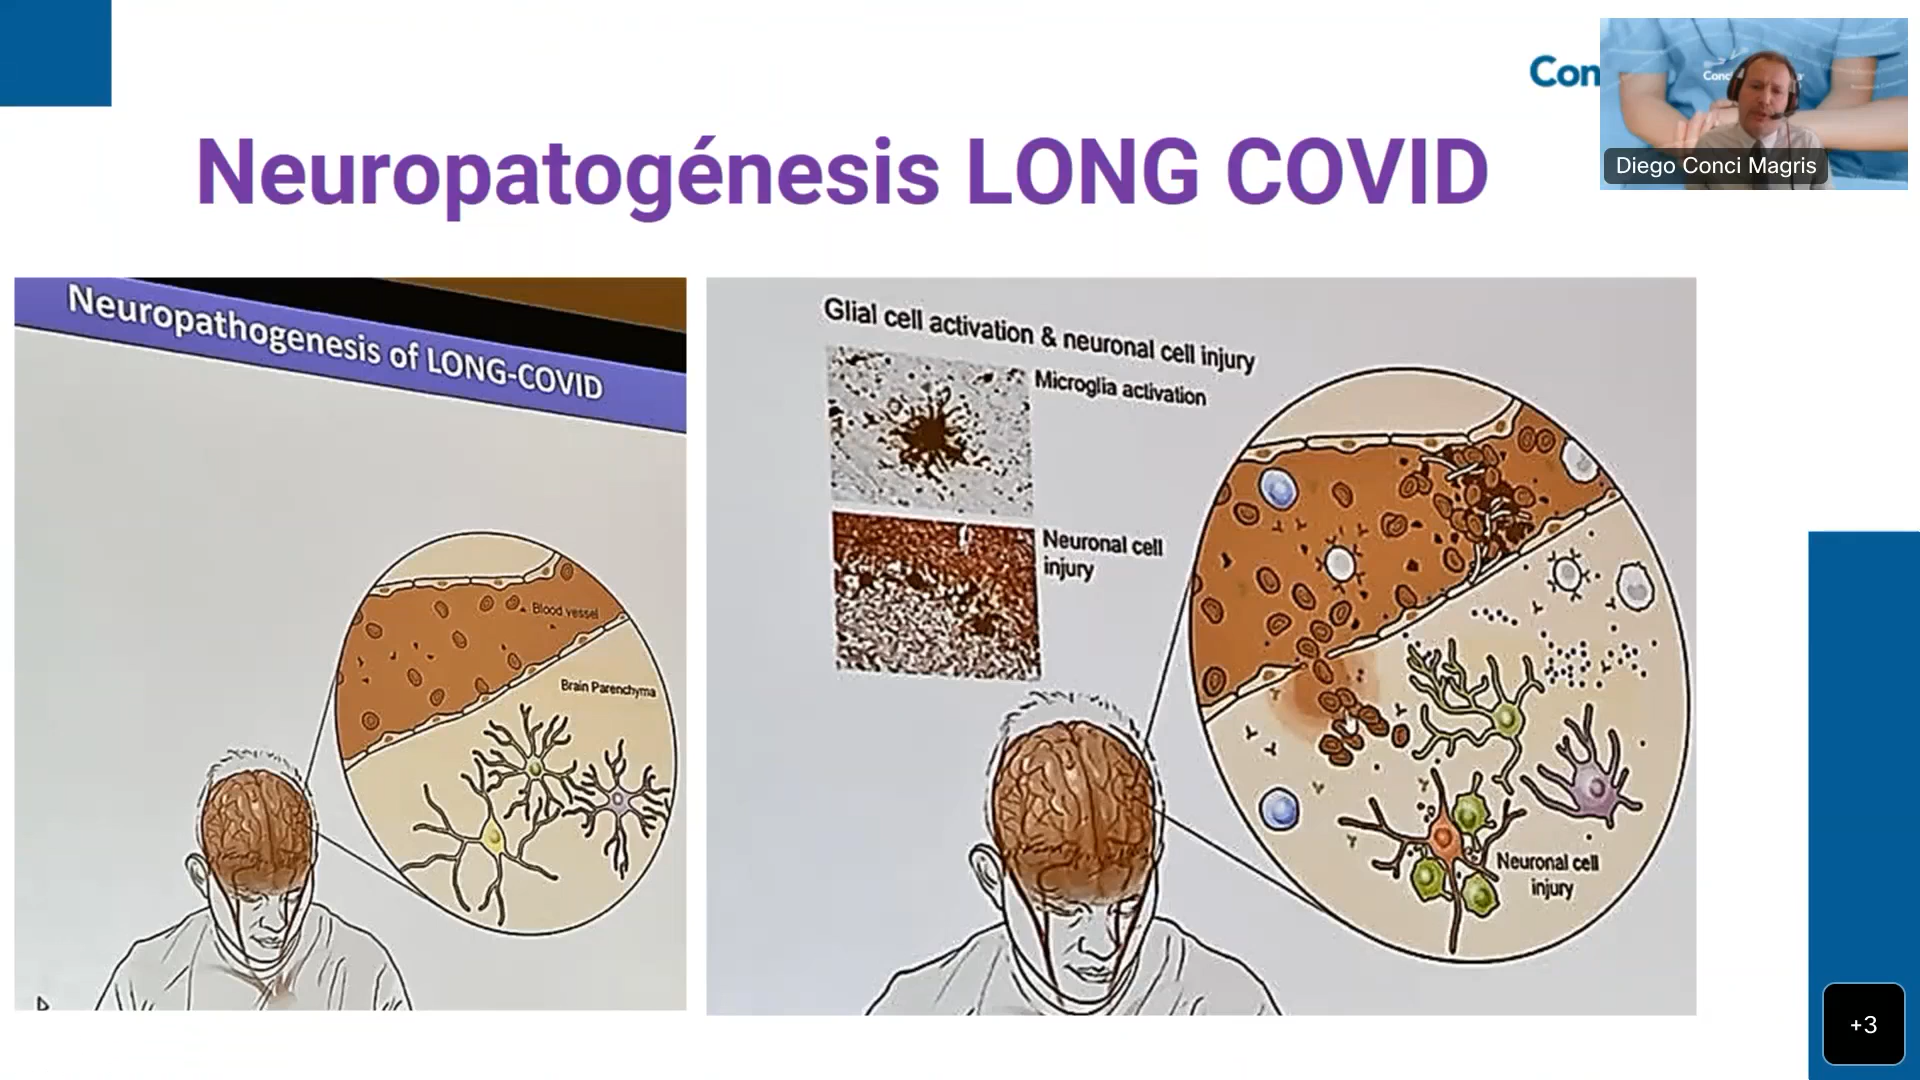 Con
Diego Conci Magris
Neuropatogénesis LONG COVID
Neuropathogenesis of LONG-COVID
Blood vessel
Brain Parenchyma
Glial cell activation & neuronal cell injury
Microglia activation
Neuronal cell
injury
Neuronal cell
injury
+3